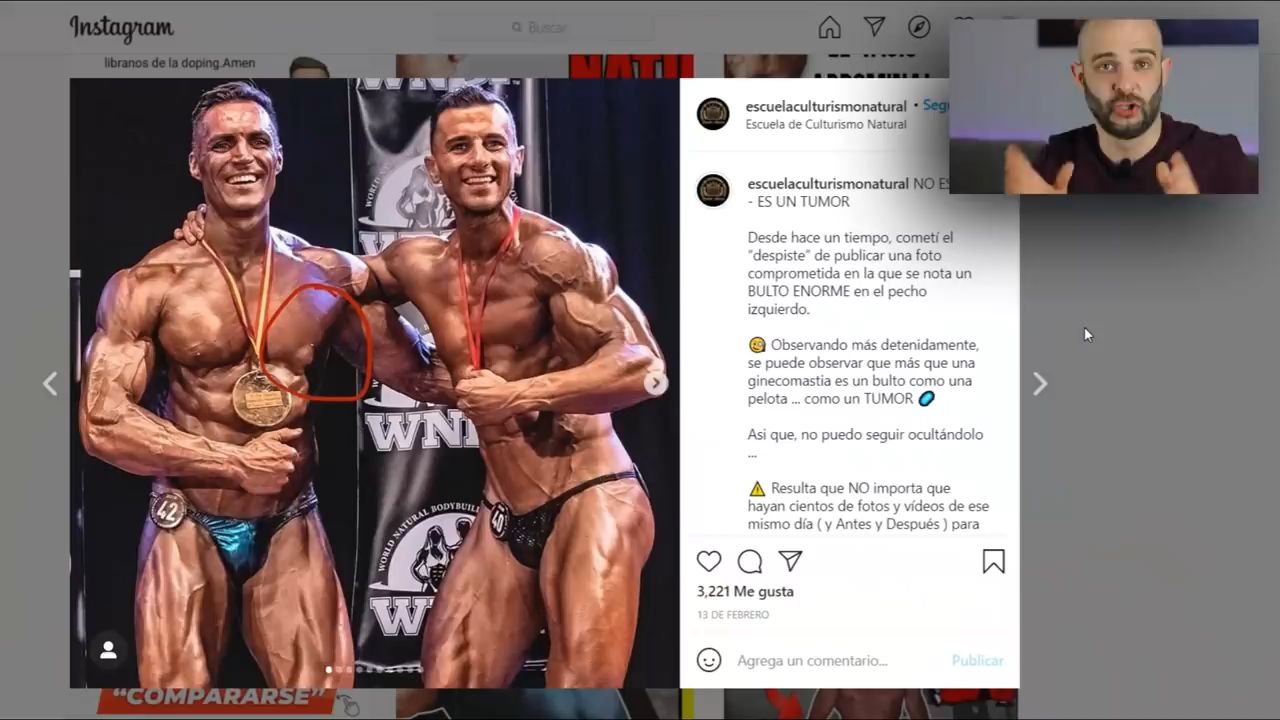 Instagram
Buscar
libranos de la doping.Amen
escuelaculturismonatural •
Escuela de Culturismo Natural
escuelaculturismonatural NO
- ES UN TUMOR
Desde hace un tiempo, cometí el
"despiste" de publicar una foto
comprometida en la que se nota un
BULTO ENORME en el pecho
izquierdo.
🧐 Observando más detenidamente,
se puede observar que más que una
ginecomastia es un bulto como una
pelota ... como un TUMOR
Asi que, no puedo seguir ocultándolo
...
⚠️ Resulta que NO importa que
hayan cientos de fotos y vídeos de ese
mismo día ( y Antes y Después ) para
3,221 Me gusta
13 DE FEBRERO
Agrega un comentario...
Publicar
42
40
WORLD NATURAL
"COMPARARSE"